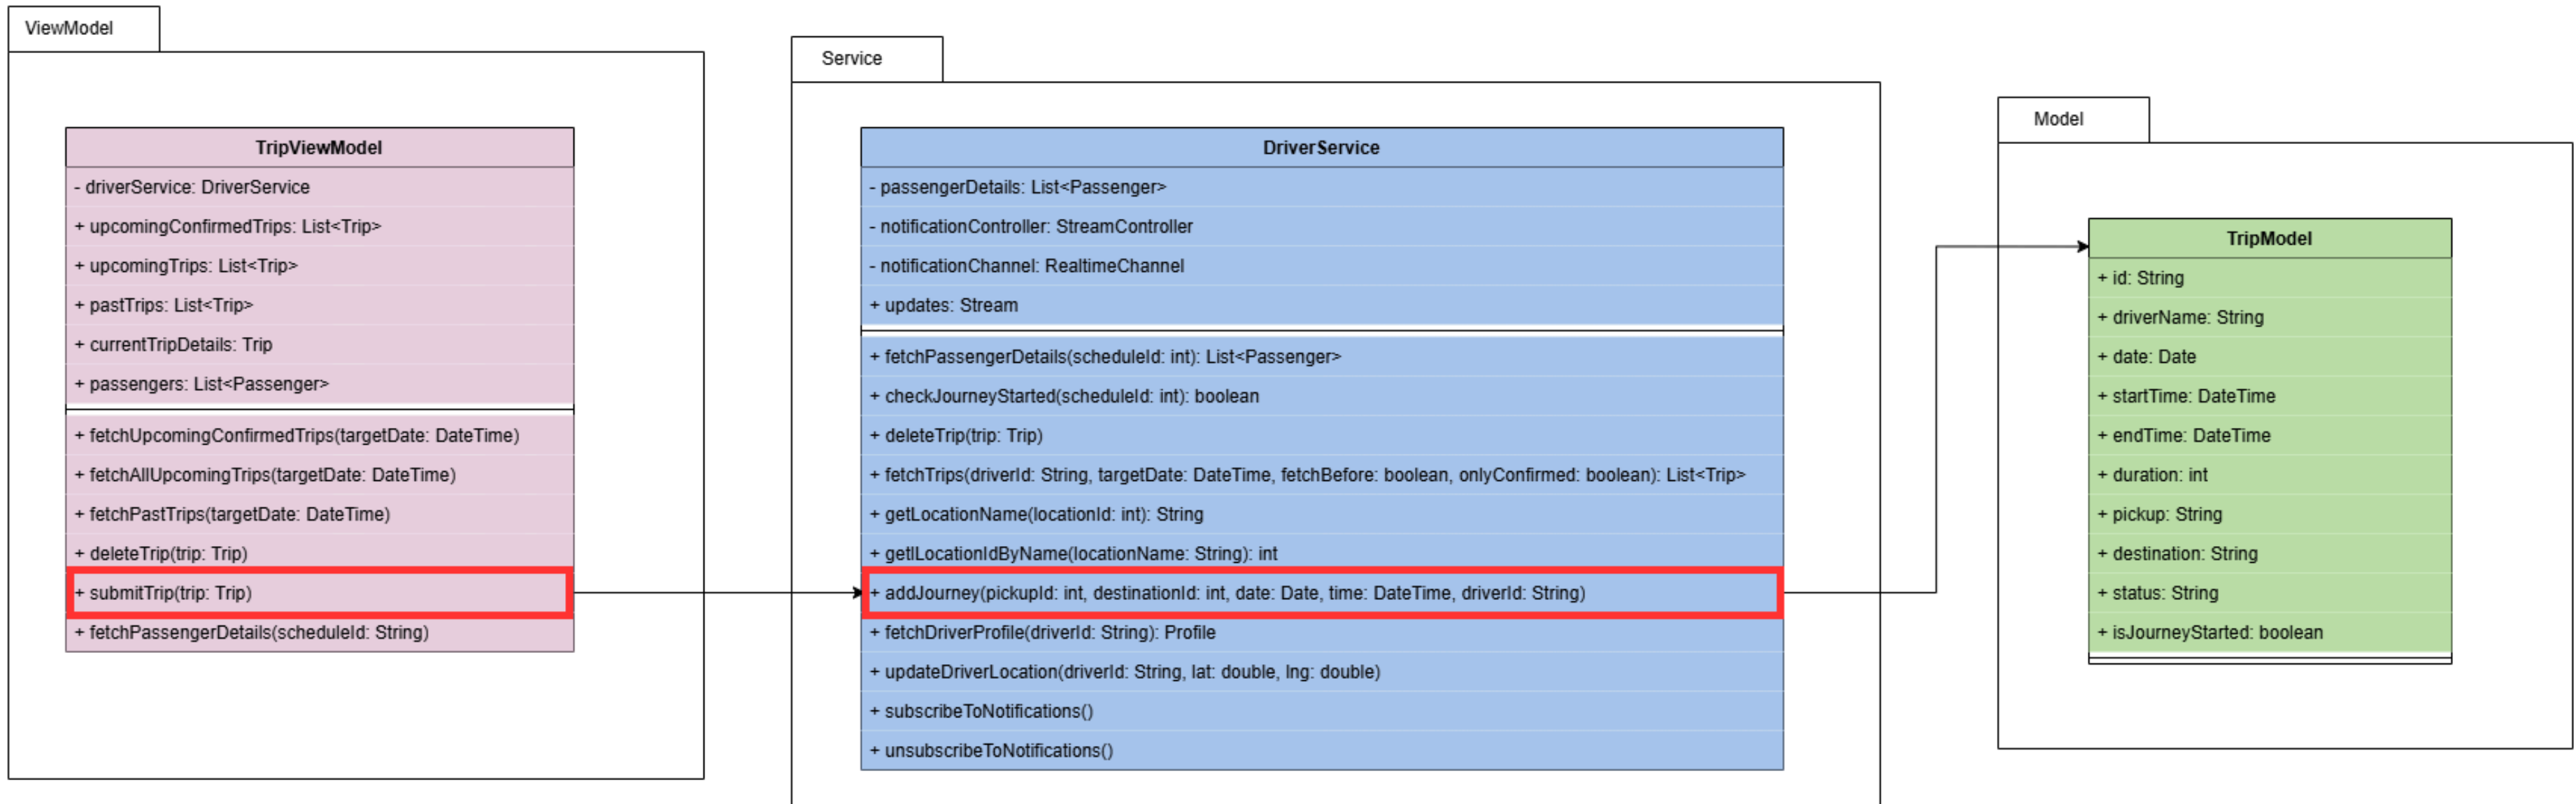 ViewModel
TripViewModel
- driverService: DriverService
+ upcomingConfirmedTrips: List<Trip>
+ upcomingTrips: List<Trip>
+ pastTrips: List<Trip>
+ currentTripDetails: Trip
+ passengers: List<Passenger>
+ fetchUpcomingConfirmedTrips(targetDate: DateTime)
+ fetchAllUpcomingTrips(targetDate: DateTime)
+ fetchPastTrips(targetDate: DateTime)
+ deleteTrip(trip: Trip)
+ submitTrip(trip: Trip)
+ fetchPassengerDetails(scheduleId: String)
Service
DriverService
- passengerDetails: List<Passenger>
- notificationController: StreamController
- notificationChannel: RealtimeChannel
+ updates: Stream
+ fetchPassengerDetails(scheduleId: int): List<Passenger>
+ checkJourneyStarted(scheduleId: int): boolean
+ deleteTrip(trip: Trip)
+ fetchTrips(driverId: String, targetDate: DateTime, fetchBefore: boolean, onlyConfirmed: boolean): List<Trip>
+ getLocationName(locationId: int): String
+ getlLocationIdByName(locationName: String): int
+ addJourney(pickupId: int, destinationId: int, date: Date, time: DateTime, driverId: String)
+ fetchDriverProfile(driverId: String): Profile
+ updateDriverLocation(driverId: String, lat: double, lng: double)
+ subscribeToNotifications()
+ unsubscribeToNotifications()
Model
TripModel
+ id: String
+ driverName: String
+ date: Date
+ startTime: DateTime
+ endTime: DateTime
+ duration: int
+ pickup: String
+ destination: String
+ status: String
+ isJourneyStarted: boolean